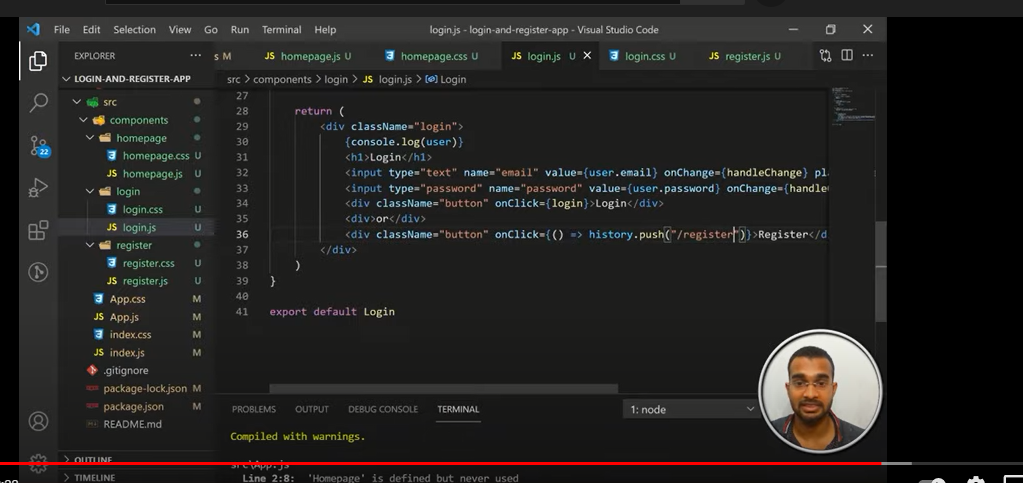 File Edit Selection View Go Run Terminal Help
login.js - login-and-register-app - Visual Studio Code
EXPLORER
s M
JS homepage.js U
homepage.css U
JS login.js U
login.css U
JS register.js U
LOGIN-AND-REGISTER-APP
src > components > login > JS login.js > Login
src
components
homepage
homepage.css U
JS homepage.js U
login
login.css U
JS login.js U
register
register.css U
JS register.js U
App.css M
JS App.js M
index.css M
JS index.js M
.gitignore
package-lock.json M
package.json M
README.md
OUTLINE
TIMELINE
22
27
28 return (
29 <div className="login">
30 {console.log(user)}
31 <h1>Login</h1>
32 <input type="text" name="email" value={user.email} onChange={handleChange} pl
33 <input type="password" name="password" value={user.password} onChange={handle
34 <div className="button" onClick={login}>Login</div>
35 <div>or</div>
36 <div className="button" onClick={() => history.push("/register")}>Register</d
37 </div>
38 )
39 }
40
41 export default Login
PROBLEMS OUTPUT DEBUG CONSOLE TERMINAL
1: node
Compiled with warnings.
src\App.js
Line 2:8: 'Homepage' is defined but never used